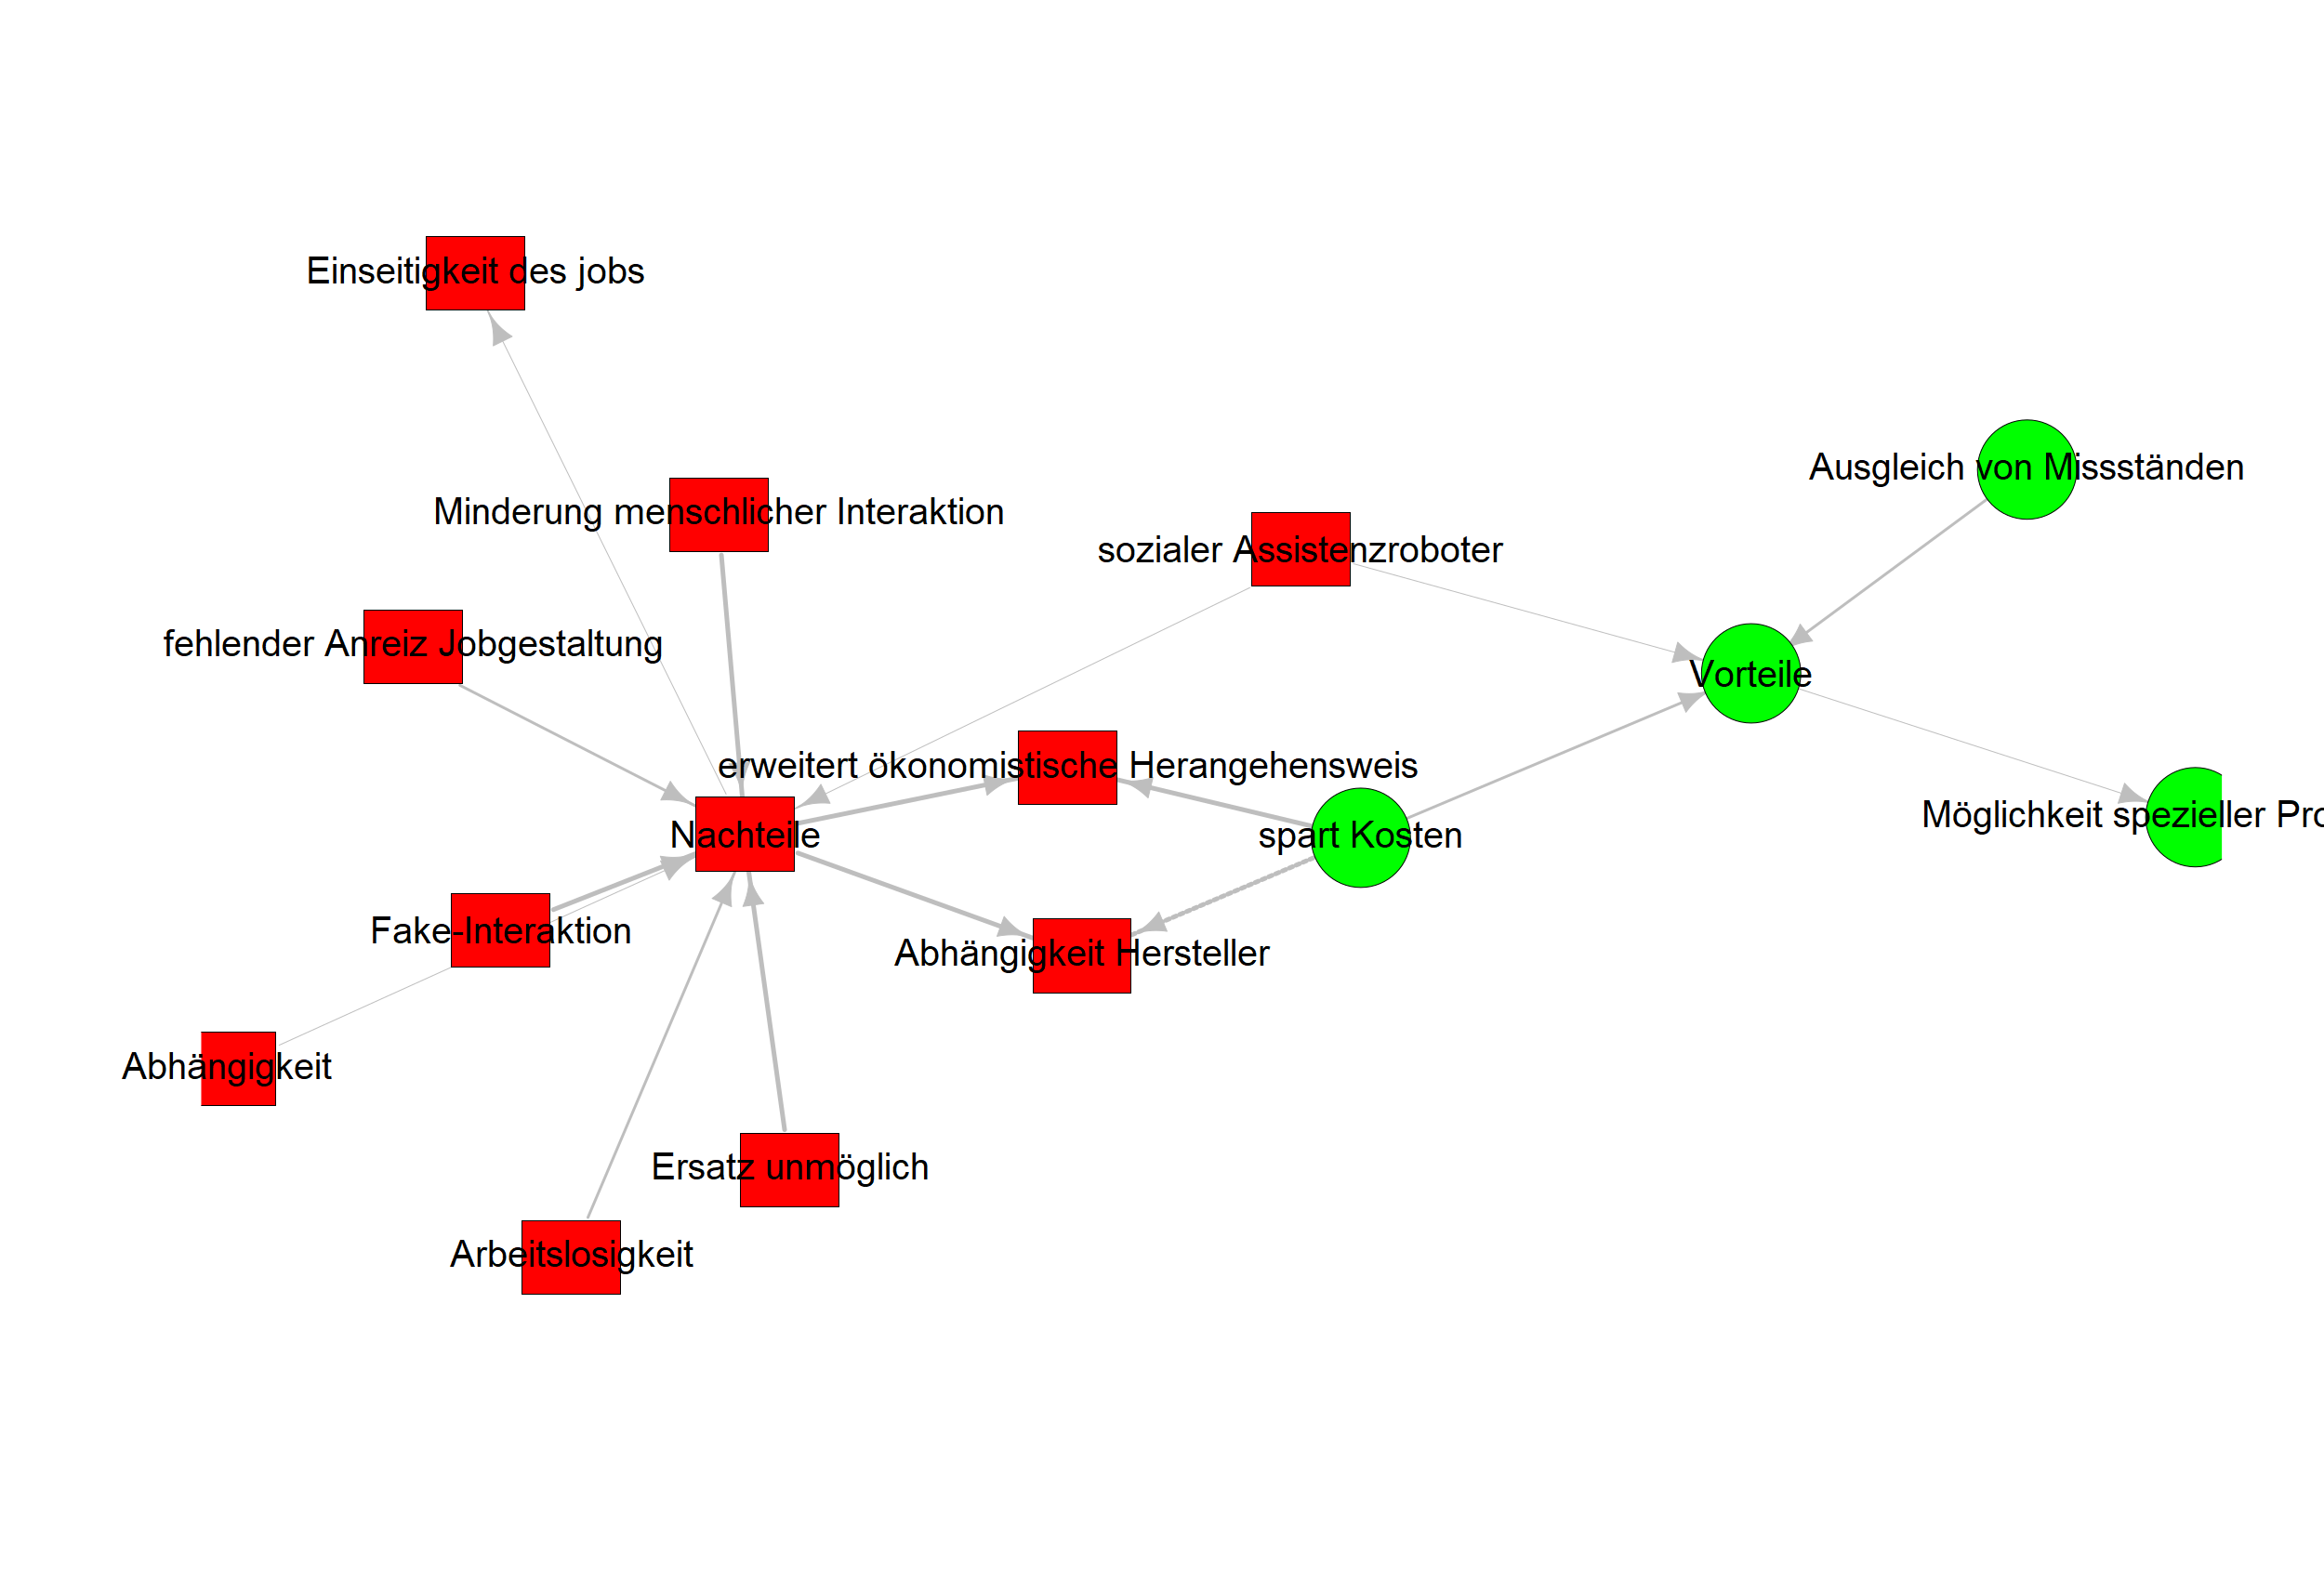 Einseitigkeit des jobs
Ausgleich von Missständen
Minderung menschlicher Interaktion
sozialer Assistenzroboter
fehlender Anreiz Jobgestaltung
Vorteile
erweitert ökonomistische Herangehensweis
Möglichkeit spezieller Pro
Nachteile
spart Kosten
Fake-Interaktion
Abhängigkeit Hersteller
Abhängigkeit
Ersatz unmöglich
Arbeitslosigkeit